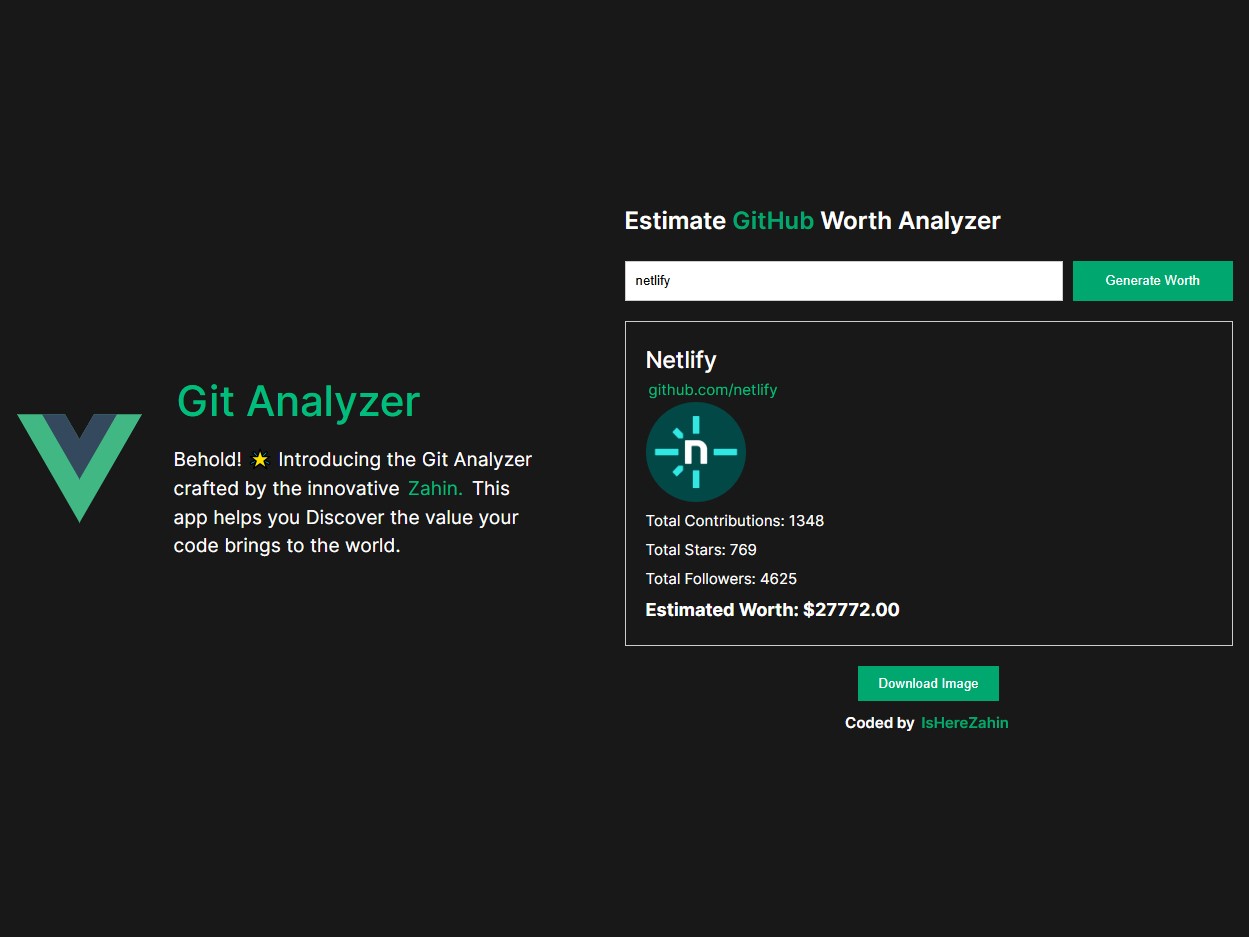 Git Analyzer
Behold! 🌟 Introducing the Git Analyzer
crafted by the innovative Zahin. This
app helps you Discover the value your
code brings to the world.
Estimate GitHub Worth Analyzer
netlify
Generate Worth
Netlify
github.com/netlify
n
Total Contributions: 1348
Total Stars: 769
Total Followers: 4625
Estimated Worth: $27772.00
Download Image
Coded by IsHereZahin